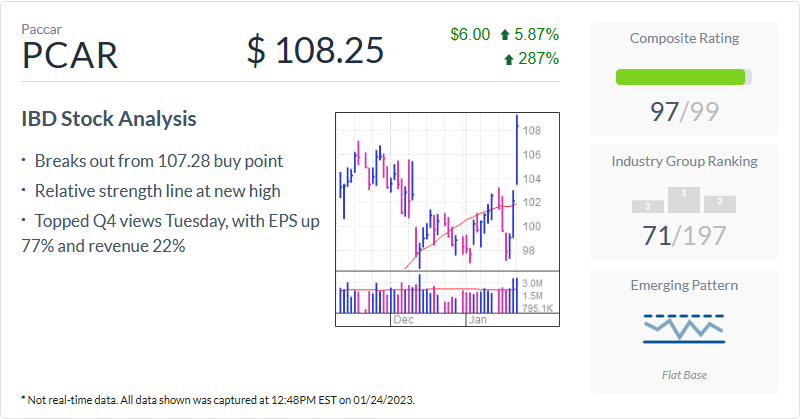 Paccar
PCAR
$ 108.25
$6.00 5.87%
287%
IBD Stock Analysis
· Breaks out from 107.28 buy point
· Relative strength line at new high
· Topped Q4 views Tuesday, with EPS up
77% and revenue 22%
108
106
104
102
100
98
3.0M
1.5M
795.1K
Dec
Jan
Composite Rating
97/99
Industry Group Ranking
3
1
2
71/197
Emerging Pattern
Flat Base
* Not real-time data. All data shown was captured at 12:48PM EST on 01/24/2023.